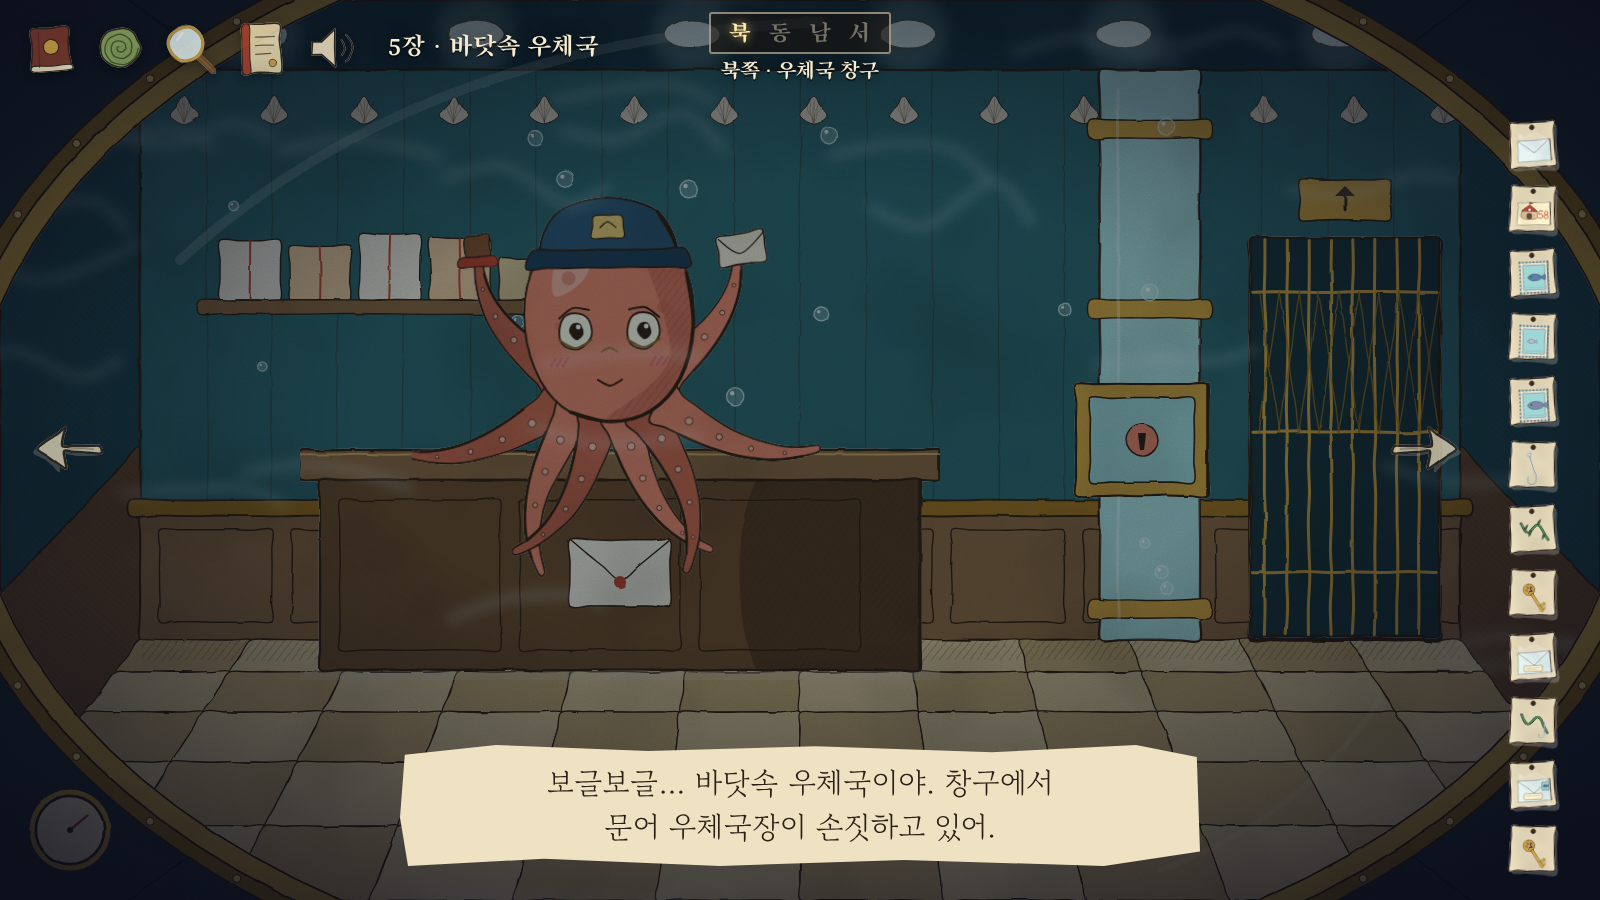 5장 · 바닷속 우체국
북 동 남 서
북쪽 · 우체국 창구
58
보글보글... 바닷속 우체국이야. 창구에서
문어 우체국장이 손짓하고 있어.